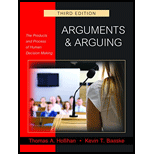 THIRD EDITION
The Products
and Process
of Human
Decision Making
ARGUMENTS
& ARGUING
Thomas A. Hollihan • Kevin T. Baaske